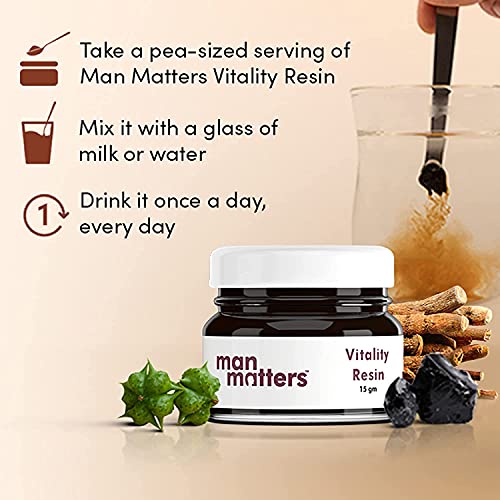 Take a pea-sized serving of
Man Matters Vitality Resin
Mix it with a glass of
milk or water
1
Drink it once a day,
every day
man
matters™
Vitality
Resin
15 gm